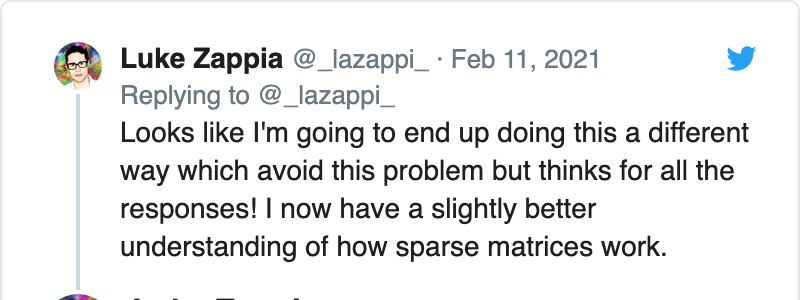 Luke Zappia @_lazappi_ · Feb 11, 2021
Replying to @_lazappi_
Looks like I'm going to end up doing this a different
way which avoid this problem but thinks for all the
responses! I now have a slightly better
understanding of how sparse matrices work.